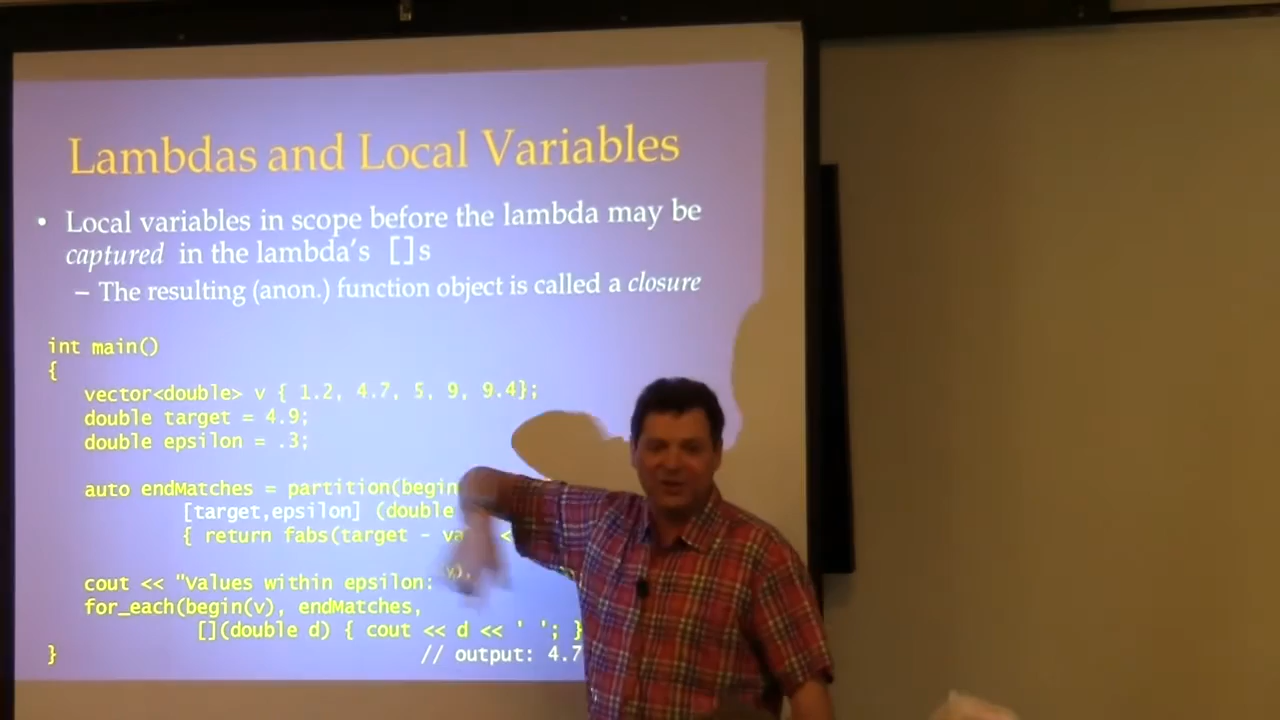 Lambdas and Local Variables
• Local variables in scope before the lambda may be
captured in the lambda's []s
– The resulting (anon.) function object is called a closure
int main()
{
vector<double> v { 1.2, 4.7, 5, 9, 9.4};
double target = 4.9;
double epsilon = .3;
auto endMatches = partition(begin
[target,epsilon] (double
{ return fabs(target - va <
cout << "Values within epsilon:
for_each(begin(v), endMatches,
[](double d) { cout << d << ' '; }
} // output: 4.7